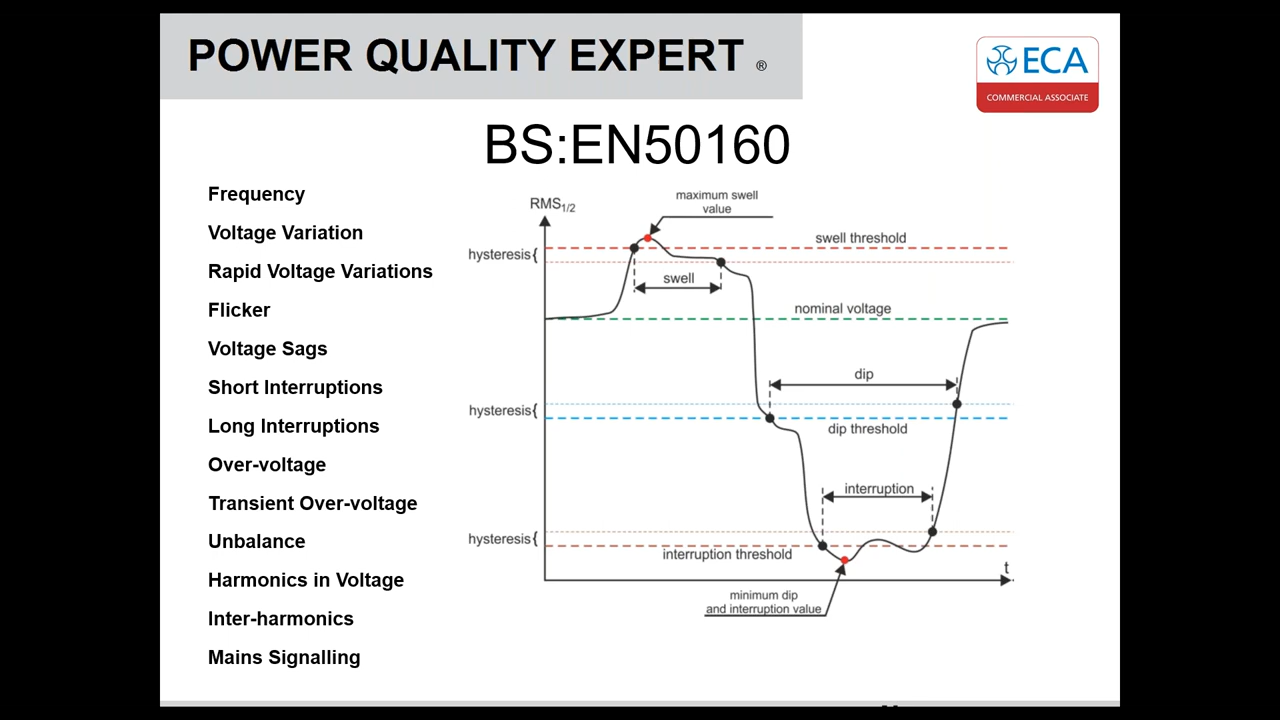 POWER QUALITY EXPERT ®
ECA
COMMERCIAL ASSOCIATE
BS:EN50160
Frequency
Voltage Variation
Rapid Voltage Variations
Flicker
Voltage Sags
Short Interruptions
Long Interruptions
Over-voltage
Transient Over-voltage
Unbalance
Harmonics in Voltage
Inter-harmonics
Mains Signalling
RMS1/2
maximum swell
value
swell threshold
hysteresis{
swell
nominal voltage
dip
hysteresis{
dip threshold
interruption
hysteresis{
interruption threshold
t
minimum dip
and interruption value